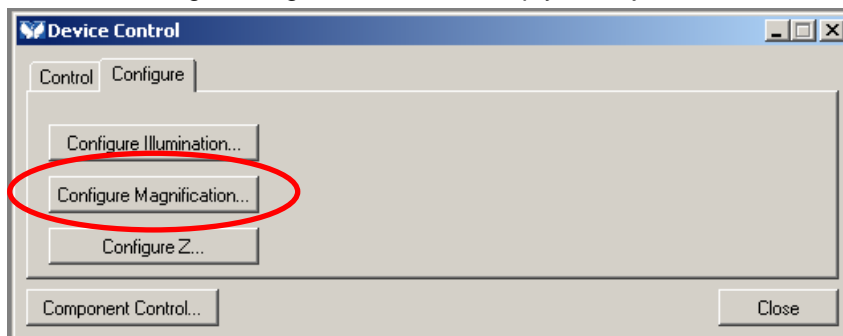 Device Control
Control Configure
Configure Illumination...
Configure Magnification...
Configure Z...
Component Control... Close